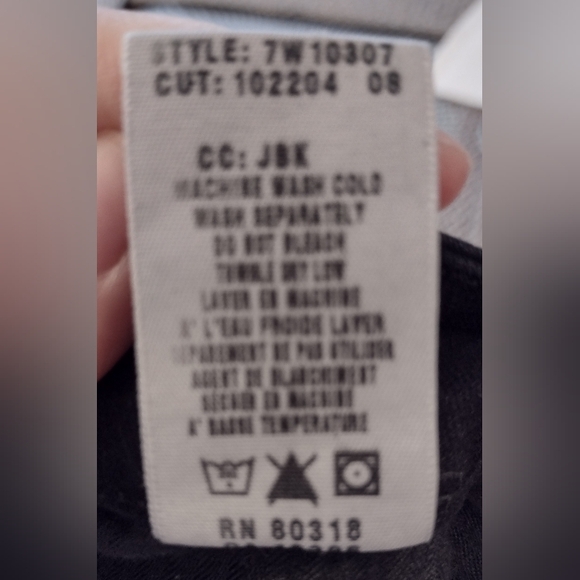 STYLE: 7W10307
CUT: 102204 08
CC: JBK
MACHINE WASH COLD
WASH SEPARATELY
DO NOT BLEACH
TUMBLE DRY LOW
LAVER EN MACHINE
A' L'EAU FROIDE LAVER
SEPAREMENT NE PAS UTILISER
AGENT DE BLANCHIMENT
SECHER EN MACHINE
A' BASSE TEMPERATURE
RN 80318